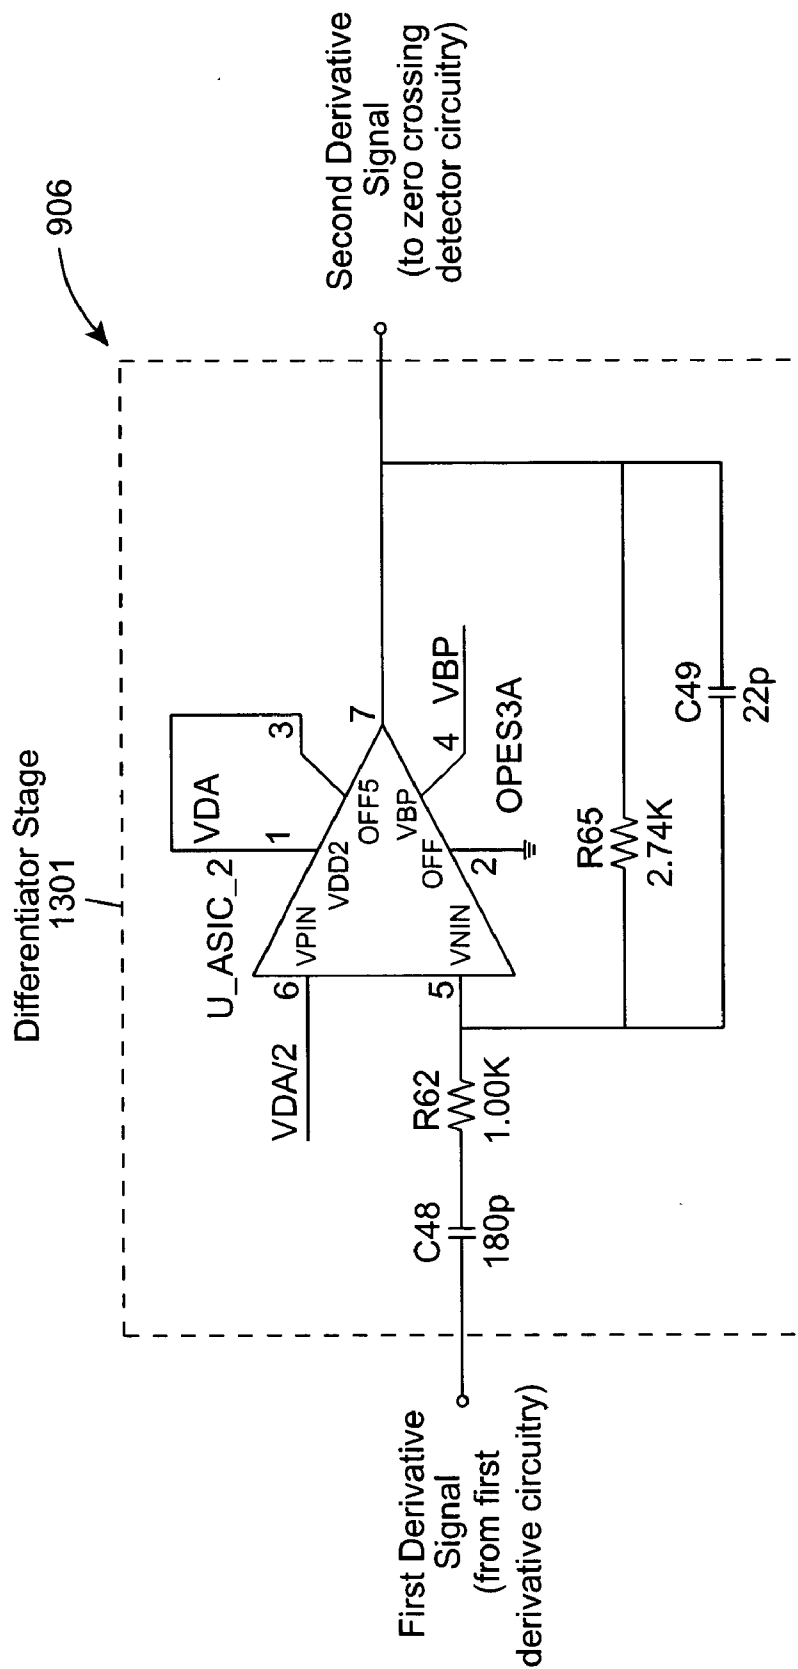 Differentiator Stage
1301
906
First Derivative
Signal
(from first
derivative circuitry)
C48
180p
R62
1.00K
VDA/2
6
5
U_ASIC_2
VPIN
VNIN
VDD2
OFF5
VBP
OFF
1
VDA
3
7
4
VBP
2
OPES3A
R65
2.74K
C49
22p
Second Derivative
Signal
(to zero crossing
detector circuitry)